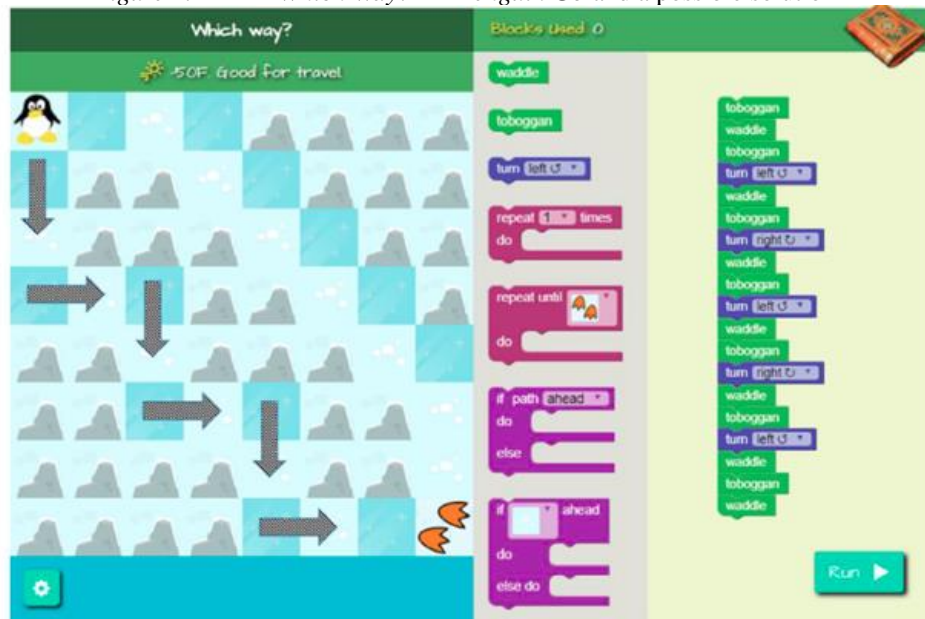 Which way?
-50F. Good for travel
Blocks Used 0
waddle
toboggan
turn left ↺
repeat 1 times
do
repeat until
do
if path ahead
do
else
if ahead
do
else do
toboggan
waddle
toboggan
turn left ↺
waddle
toboggan
turn right ↻
waddle
toboggan
turn left ↺
waddle
toboggan
turn right ↻
waddle
toboggan
turn left ↺
waddle
toboggan
waddle
Run